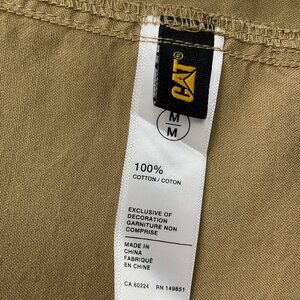 CAT®
M
M
100%
COTTON / COTON
EXCLUSIVE OF
DECORATION
GARNITURE NON
COMPRISE
MADE IN
CHINA
FABRIQUÉ
EN CHINE
CA 60224 RN 149851